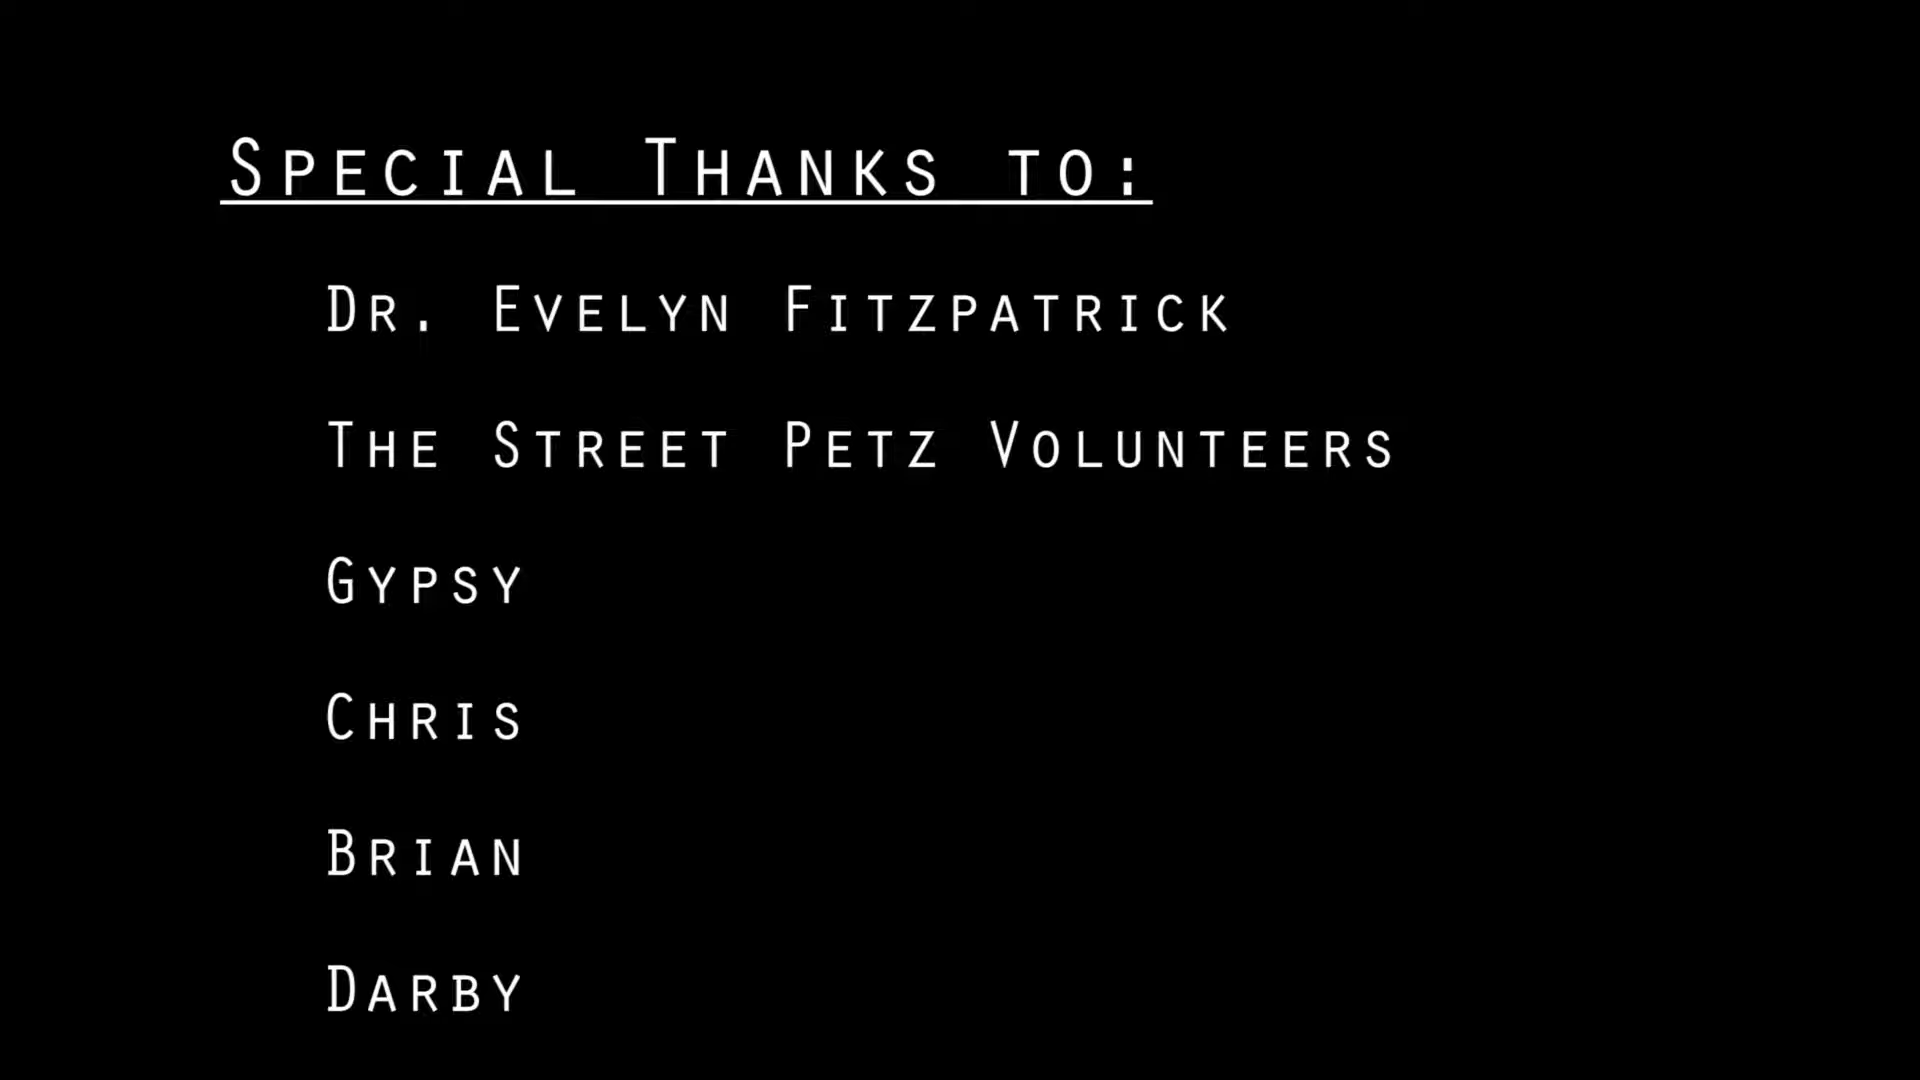 Special Thanks to:
Dr. Evelyn Fitzpatrick
The Street Petz Volunteers
Gypsy
Chris
Brian
Darby